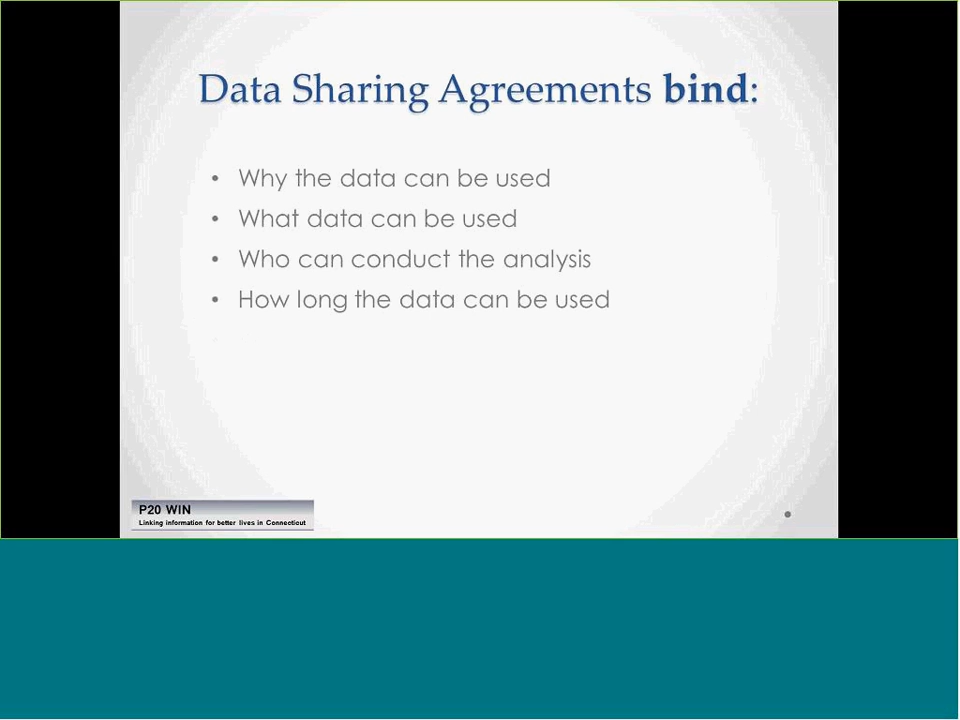 Data Sharing Agreements bind:
• Why the data can be used
• What data can be used
• Who can conduct the analysis
• How long the data can be used
P20 WIN
Linking information for better lives in Connecticut